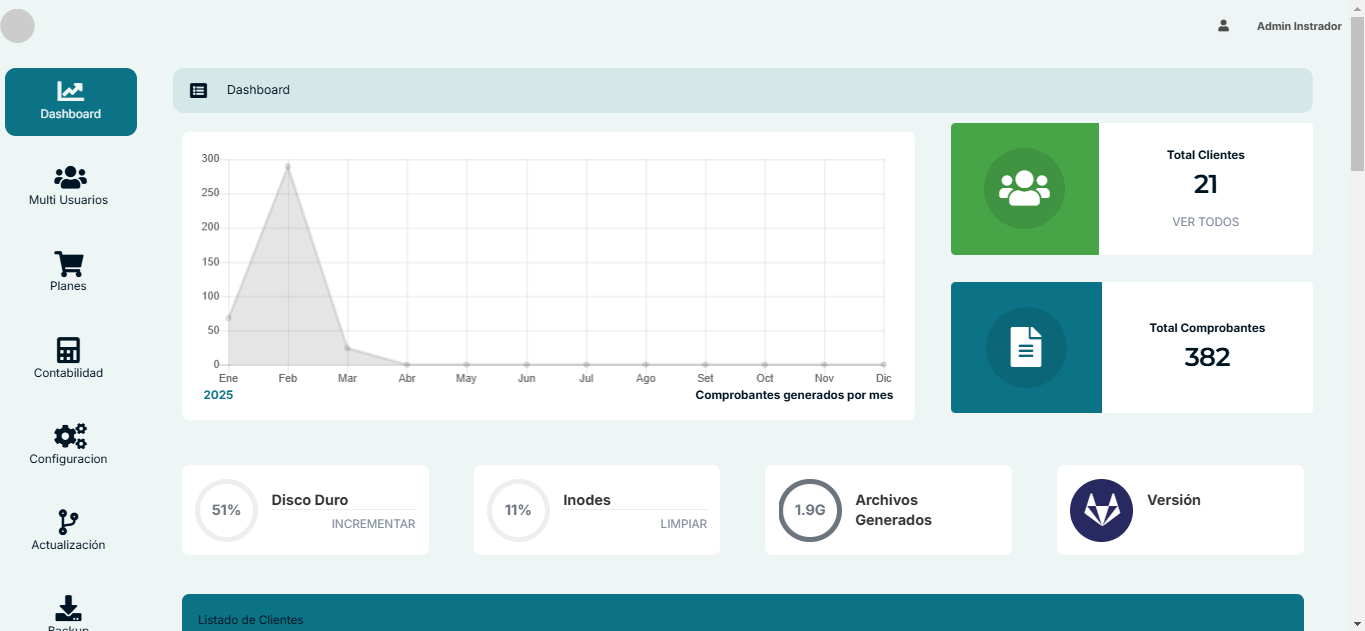 Admin Instrador
Dashboard
Multi Usuarios
Planes
Contabilidad
Configuracion
Actualización
Backup
Dashboard
300
250
200
150
100
50
0
Ene Feb Mar Abr May Jun Jul Ago Set Oct Nov Dic
2025 Comprobantes generados por mes
Total Clientes
21
VER TODOS
Total Comprobantes
382
51% Disco Duro
INCREMENTAR
11% Inodes
LIMPIAR
1.9G Archivos
Generados
Versión
Listado de Clientes